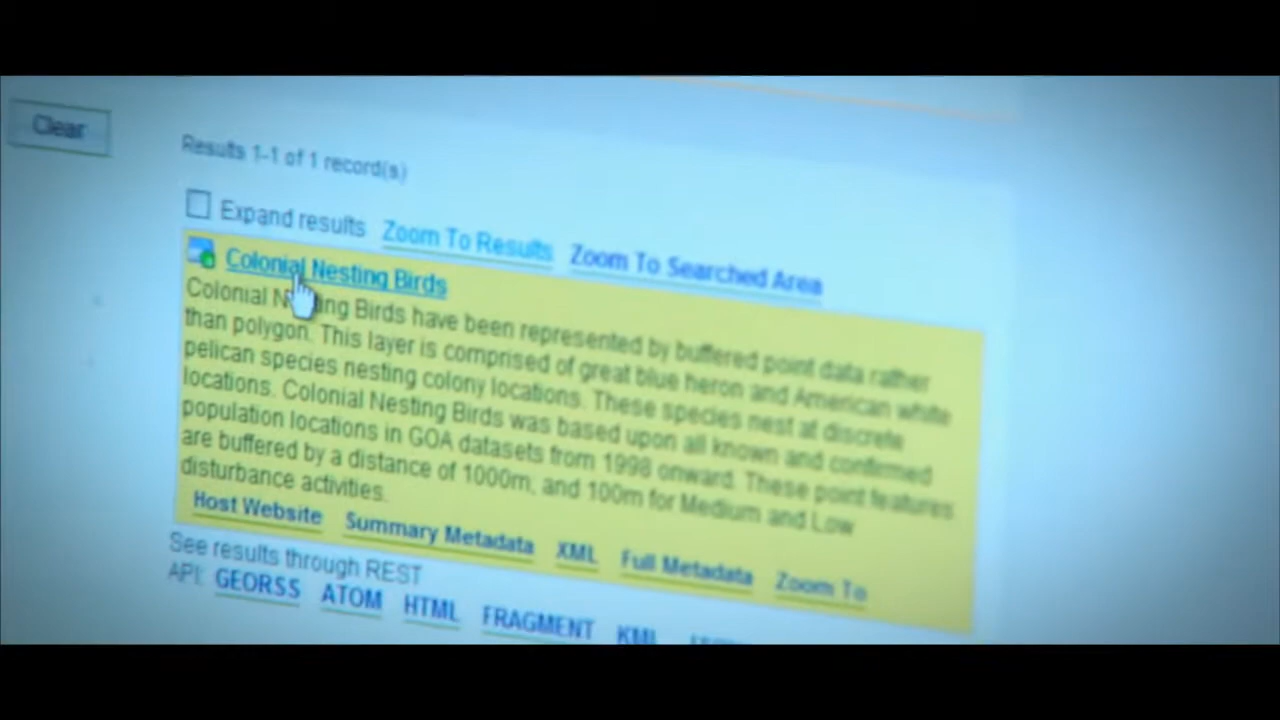 Clear
Results 1-1 of 1 record(s)
Expand results Zoom To Results Zoom To Searched Area
Colonial Nesting Birds
Colonial Nesting Birds have been represented by buffered point data rather
than polygon. This layer is comprised of great blue heron and American white
pelican species nesting colony locations. These species nest at discrete
locations. Colonial Nesting Birds was based upon all known and confirmed
population locations in GOA datasets from 1998 onward. These point features
are buffered by a distance of 1000m, and 100m for Medium and Low
disturbance activities.
Host Website Summary Metadata XML Full Metadata Zoom To
See results through REST
API: GEORSS ATOM HTML FRAGMENT KML